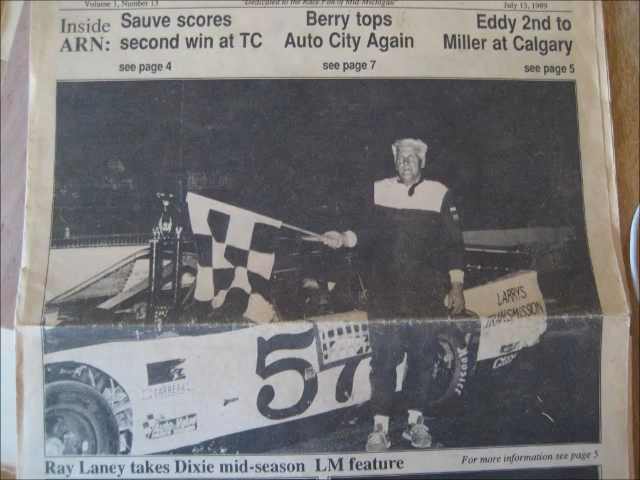 Volume 1, Number 13
"Dedicated to the Race Fan of Mid-Michigan"
July 13, 1989
Inside
ARN:
Sauve scores
second win at TC
see page 4
Berry tops
Auto City Again
see page 7
Eddy 2nd to
Miller at Calgary
see page 5
LARRYS
TRANSMISSION
57
CARRERA
HOOSIER
Ray Laney takes Dixie mid-season LM feature
For more information see page 5